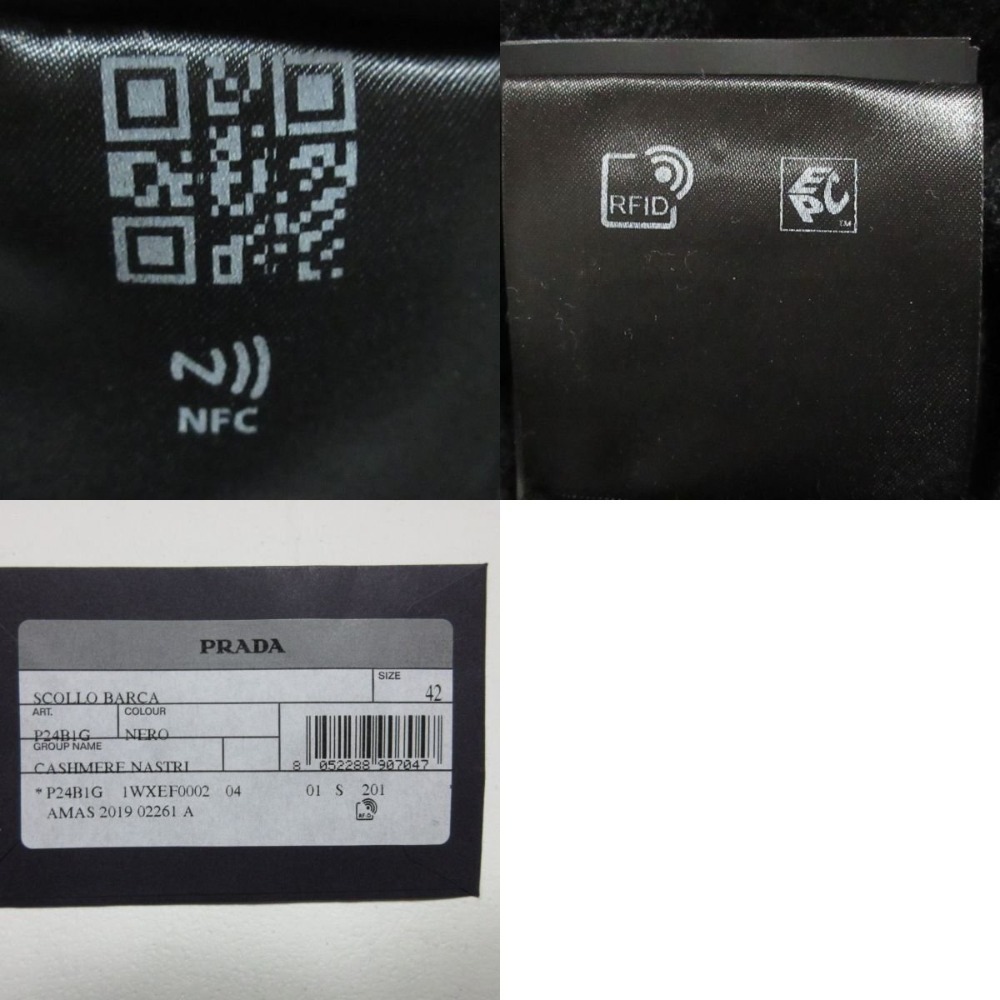 NFC
RFID
EPC
TM
PRADA
SIZE
SCOLLO BARCA 42
ART. COLOUR
P24B1G NERO
GROUP NAME
8 052288 907047
CASHMERE NASTRI
* P24B1G 1WXEF0002 04 01 S 201
AMAS 2019 02261 A
RFID